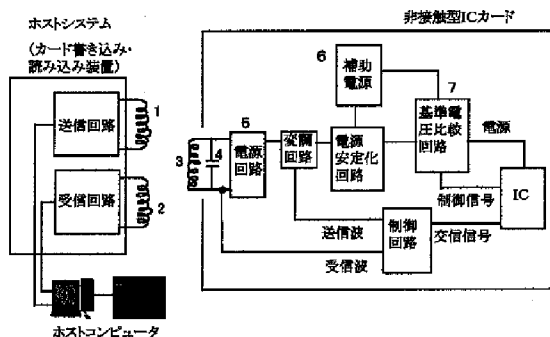 ホストシステム
(カード書き込み・
読み込み装置)
送信回路
1
受信回路
2
ホストコンピュータ
非接触型ICカード
3
4
5
電源
回路
変調
回路
6
補助
電源
電源
安定化
回路
7
基準電
圧比較
回路
電源
制御信号
IC
送信波
受信波
制御
回路
交信信号